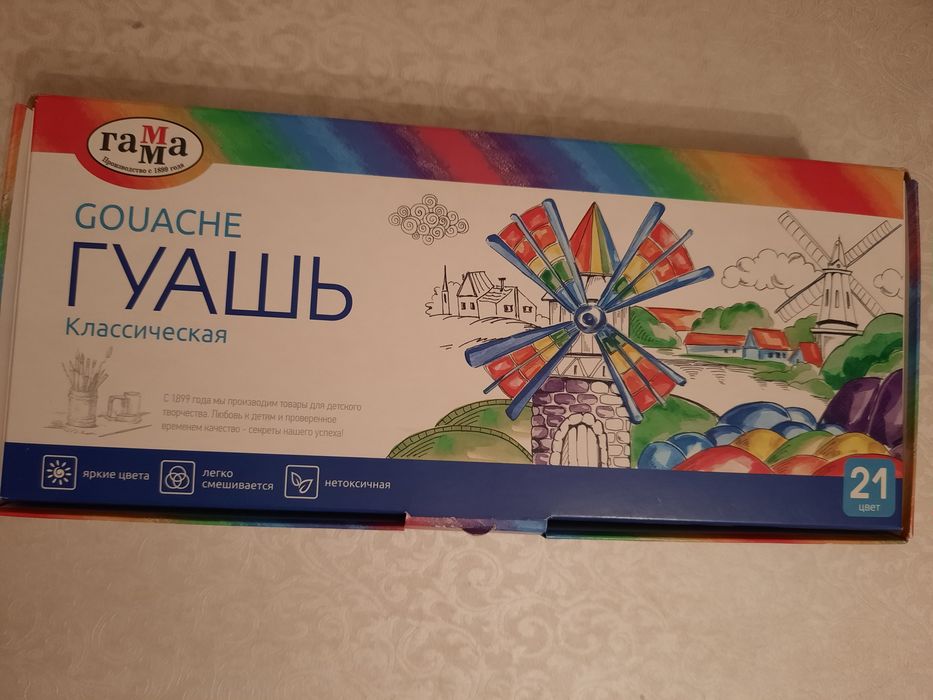 гамма
Производство с 1899 года
GOUACHE
ГУАШЬ
Классическая
С 1899 года мы производим товары для детского
творчества. Любовь к детям и проверенное
временем качество - секреты нашего успеха!
яркие цвета
легко
смешивается
нетоксичная
21
цвет